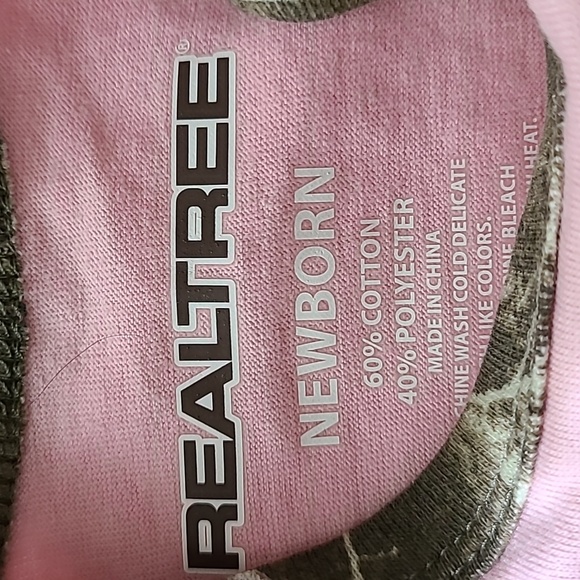 REALTREE®
NEWBORN
60% COTTON
40% POLYESTER
MADE IN CHINA
WASH COLD DELICATE
LIKE COLORS.
BLEACH
HEAT.